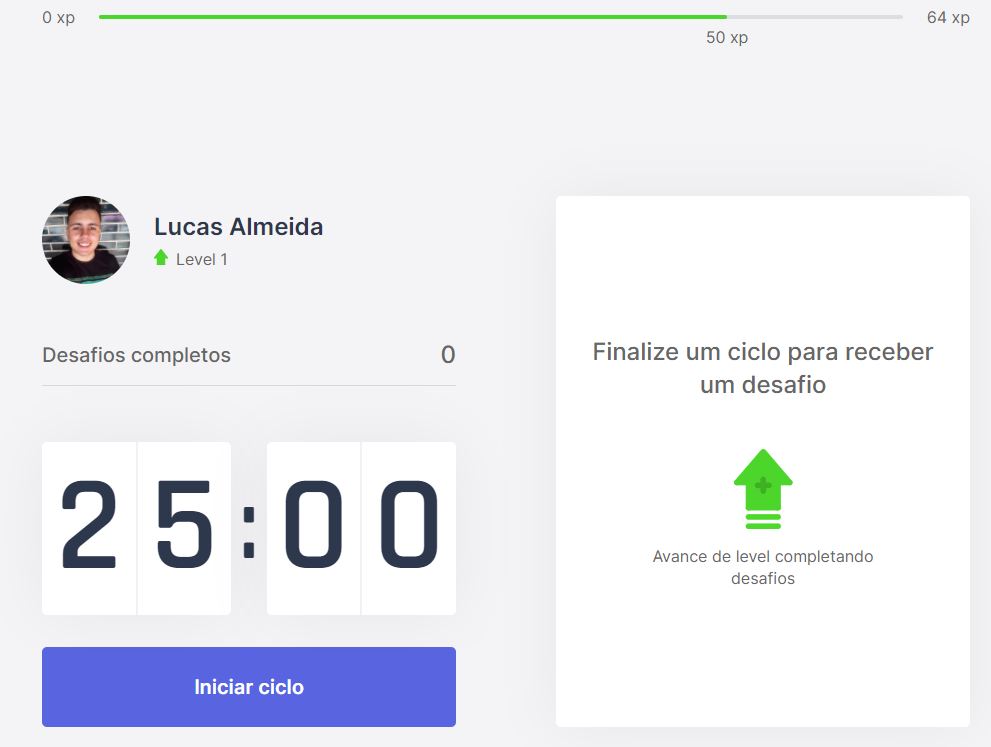 0 xp
64 xp
50 xp
Lucas Almeida
Level 1
Desafios completos 0
25:00
Iniciar ciclo
Finalize um ciclo para receber
um desafio
Avance de level completando
desafios